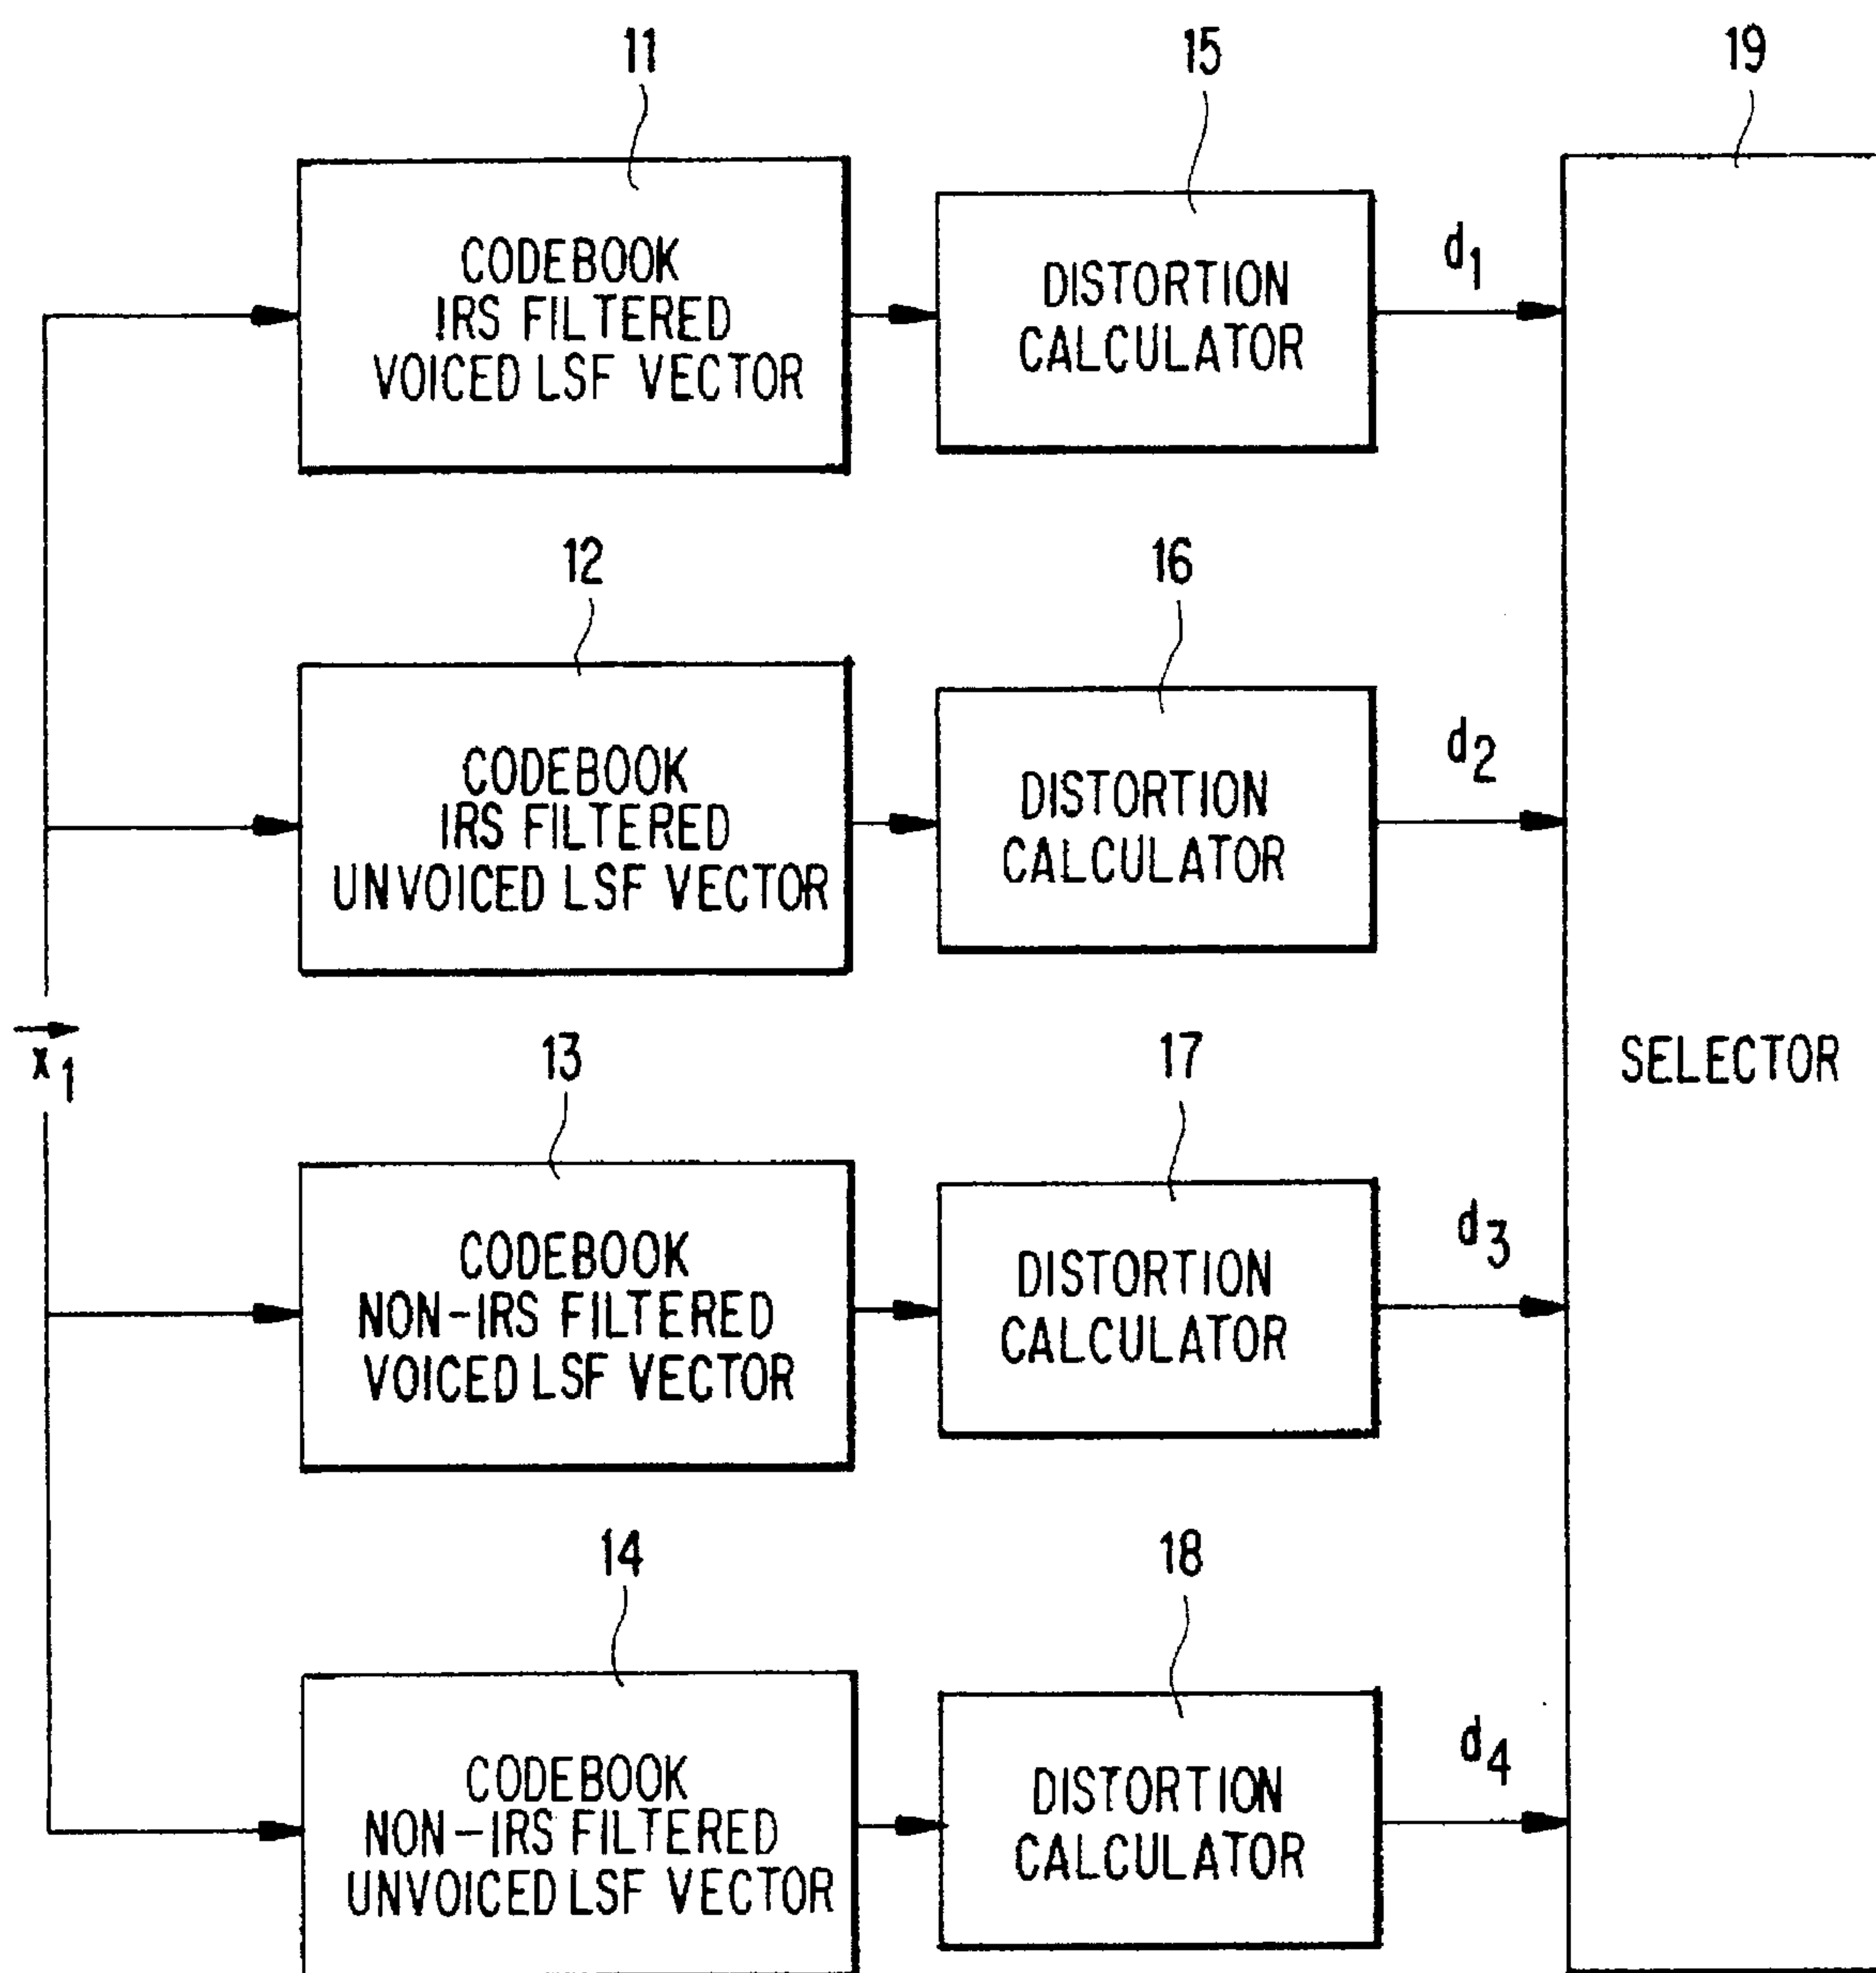 11
15
19
CODEBOOK
IRS FILTERED
VOICED LSF VECTOR
DISTORTION
CALCULATOR
d1
12
16
CODEBOOK
IRS FILTERED
UNVOICED LSF VECTOR
DISTORTION
CALCULATOR
d2
x1
SELECTOR
13
17
CODEBOOK
NON-IRS FILTERED
VOICED LSF VECTOR
DISTORTION
CALCULATOR
d3
14
18
CODEBOOK
NON-IRS FILTERED
UNVOICED LSF VECTOR
DISTORTION
CALCULATOR
d4